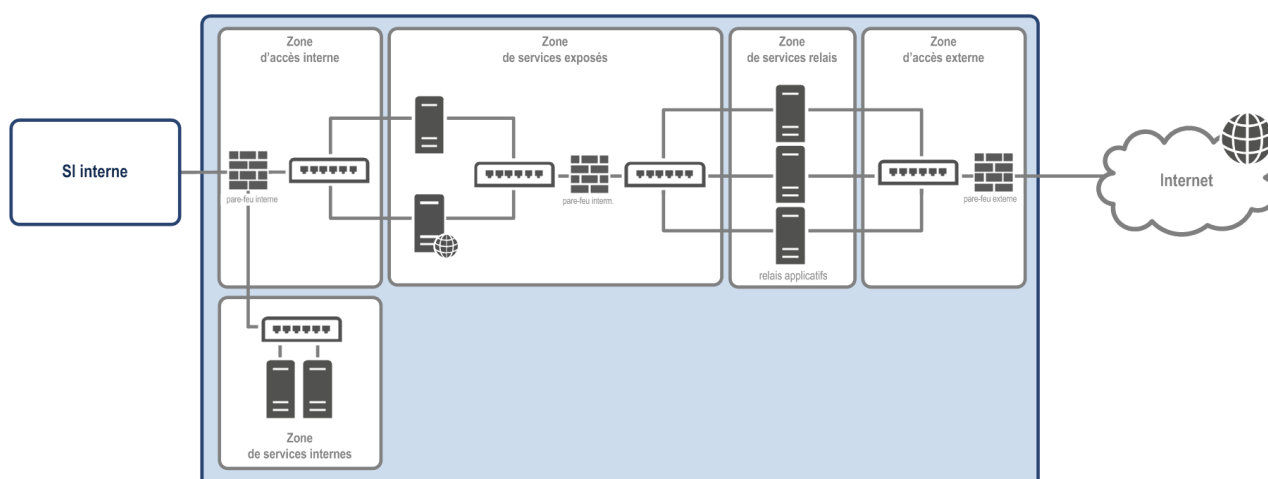 Zone
d'accès interne
Zone
de services exposés
Zone
de services relais
Zone
d'accès externe
SI interne
pare-feu interne
pare-feu interm.
pare-feu externe
Internet
relais applicatifs
Zone
de services internes